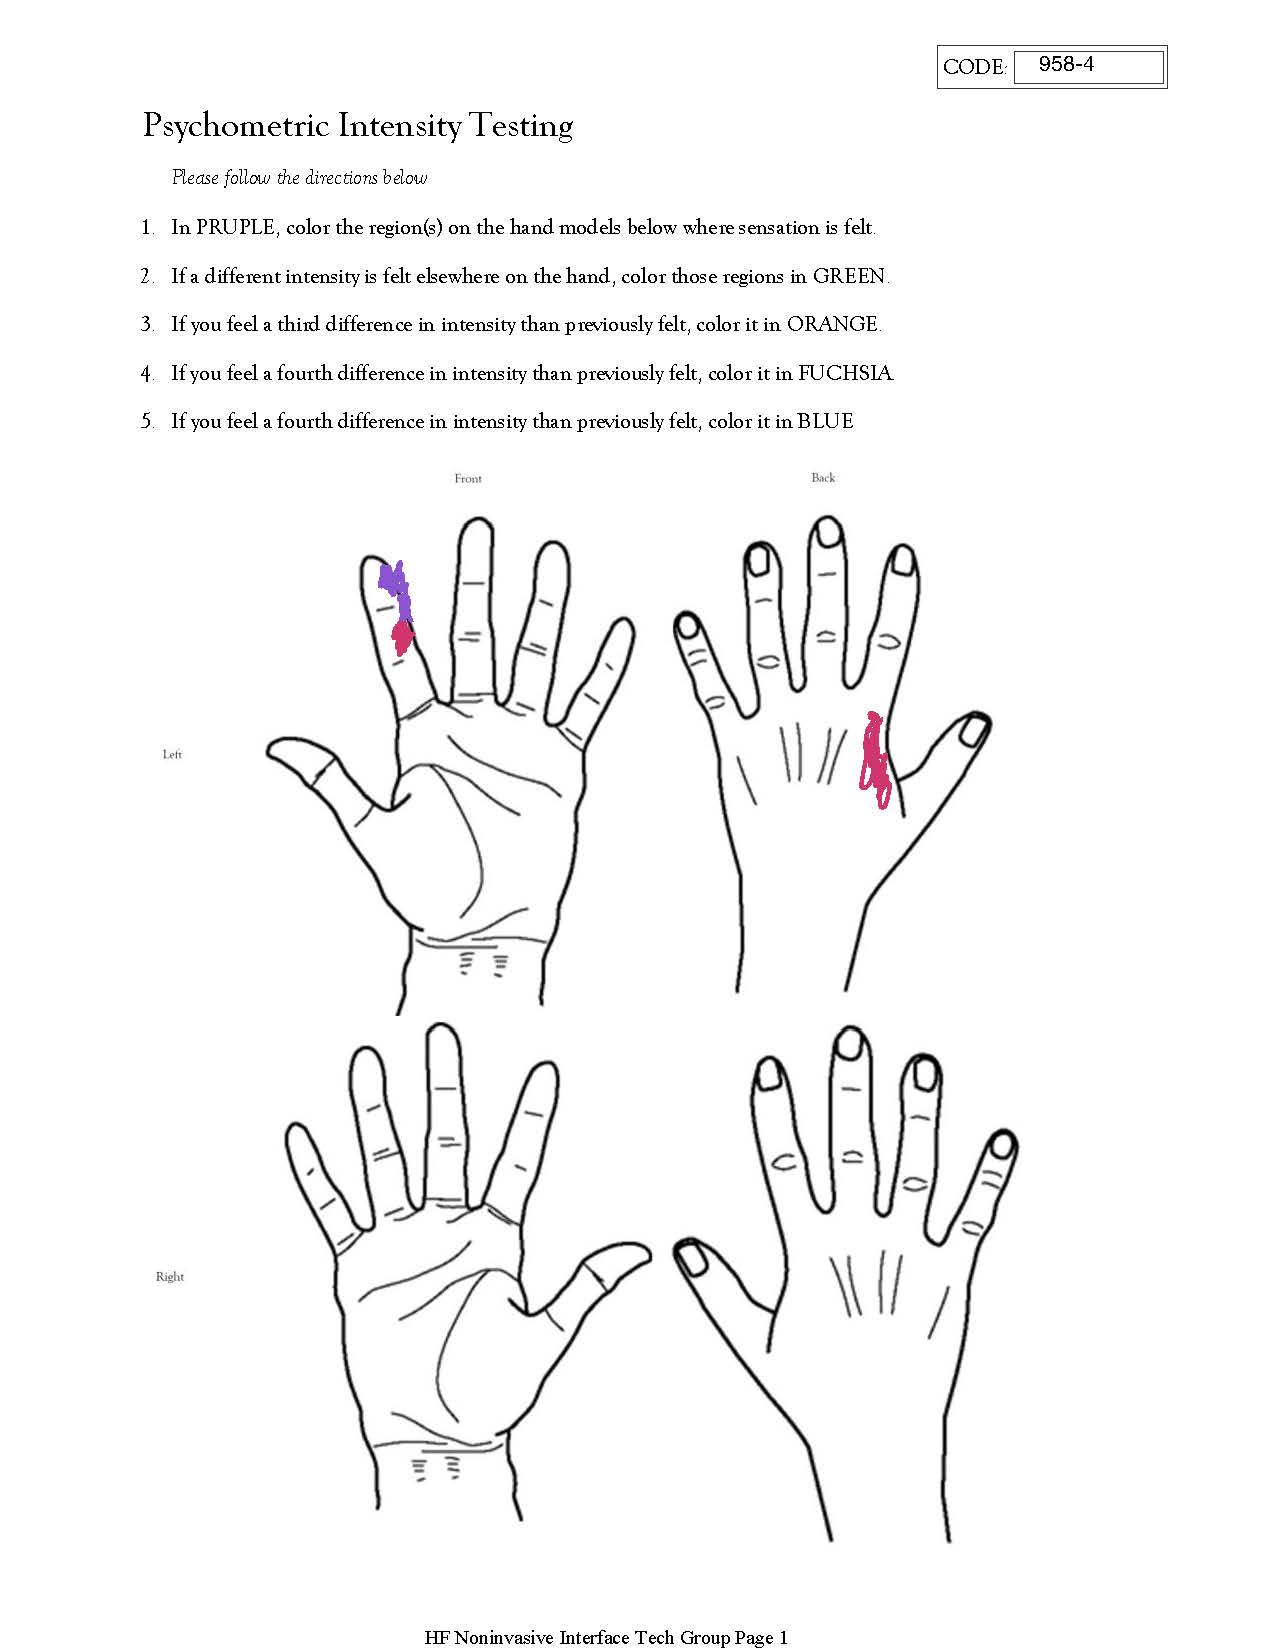 CODE: 958-4
Psychometric Intensity Testing
Please follow the directions below
1. In PRUPLE, color the region(s) on the hand models below where sensation is felt.
2. If a different intensity is felt elsewhere on the hand, color those regions in GREEN.
3. If you feel a third difference in intensity than previously felt, color it in ORANGE.
4. If you feel a fourth difference in intensity than previously felt, color it in FUCHSIA.
5. If you feel a fourth difference in intensity than previously felt, color it in BLUE
Front
Back
Left
Right
HF Noninvasive Interface Tech Group Page 1